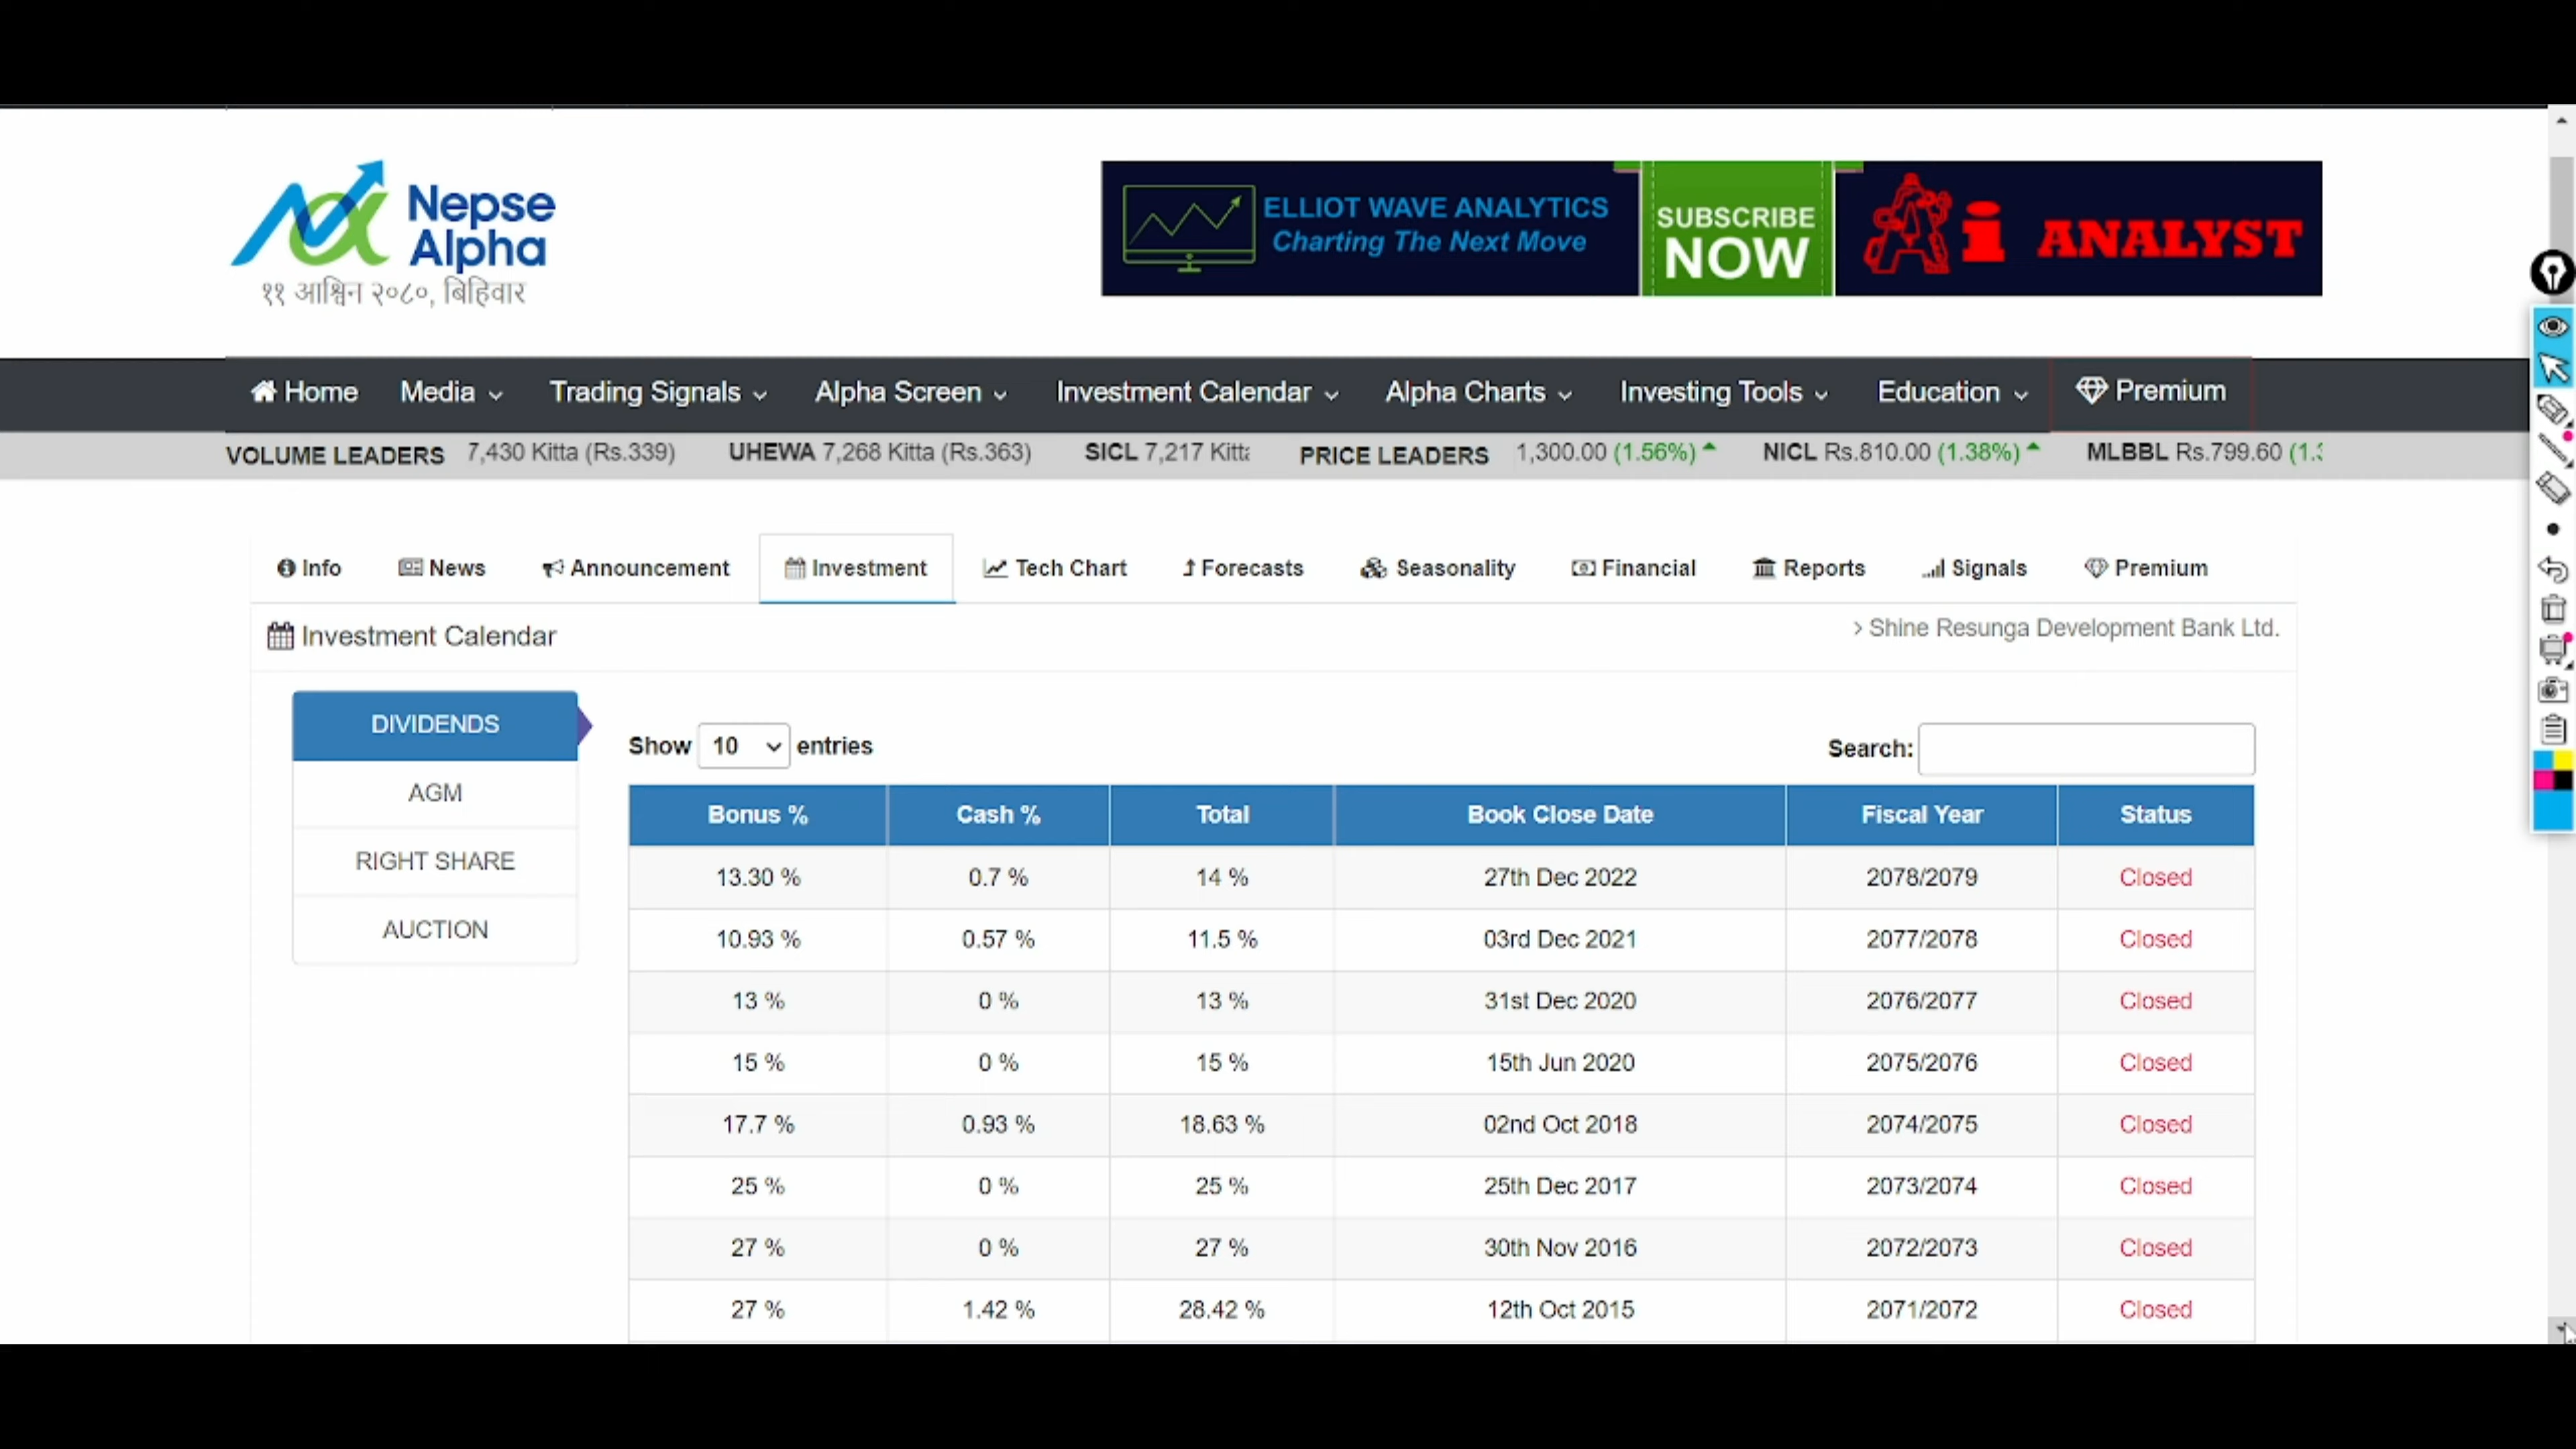 Nepse
Alpha
११ आश्विन २०८०, बिहिवार
ELLIOT WAVE ANALYTICS
Charting The Next Move
SUBSCRIBE
NOW
Ai ANALYST
Home Media Trading Signals Alpha Screen Investment Calendar Alpha Charts Investing Tools Education Premium
VOLUME LEADERS 7,430 Kitta (Rs.339) UHEWA 7,268 Kitta (Rs.363) SICL 7,217 Kitta PRICE LEADERS 1,300.00 (1.56%) NICL Rs.810.00 (1.38%) MLBBL Rs.799.60 (1.3
Info News Announcement Investment Tech Chart Forecasts Seasonality Financial Reports Signals Premium
Investment Calendar > Shine Resunga Development Bank Ltd.
DIVIDENDS
AGM
RIGHT SHARE
AUCTION
Show 10 entries Search:
Bonus % Cash % Total Book Close Date Fiscal Year Status
13.30 % 0.7 % 14 % 27th Dec 2022 2078/2079 Closed
10.93 % 0.57 % 11.5 % 03rd Dec 2021 2077/2078 Closed
13 % 0 % 13 % 31st Dec 2020 2076/2077 Closed
15 % 0 % 15 % 15th Jun 2020 2075/2076 Closed
17.7 % 0.93 % 18.63 % 02nd Oct 2018 2074/2075 Closed
25 % 0 % 25 % 25th Dec 2017 2073/2074 Closed
27 % 0 % 27 % 30th Nov 2016 2072/2073 Closed
27 % 1.42 % 28.42 % 12th Oct 2015 2071/2072 Closed